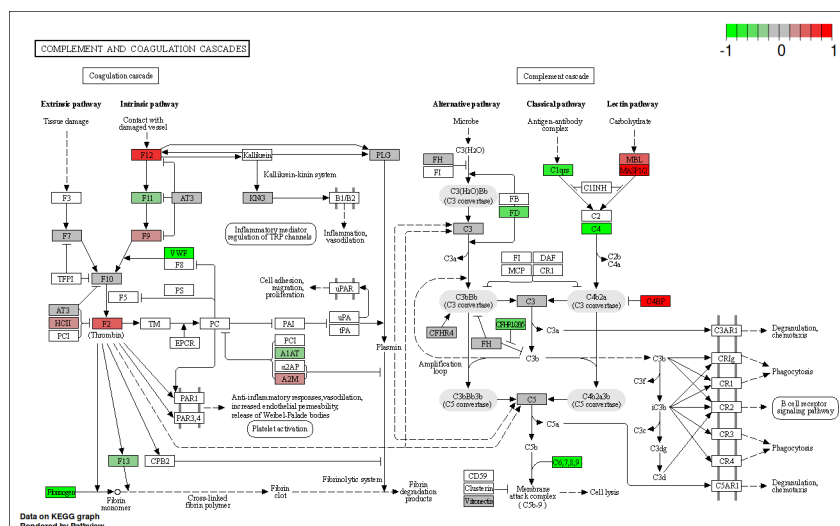 COMPLEMENT AND COAGULATION CASCADES
-1 0 1
Coagulation cascade
Complement cascade
Extrinsic pathway
Intrinsic pathway
Alternative pathway
Classical pathway
Lectin pathway
Tissue damage
Contact with
damaged vessel
Microbe
Antigen-antibody
complex
Carbohydrate
F12
Kallikrein
PLG
C3(H2O)
FH
FI
MBL
MASP1/2
C1qrs
Kallikrein-kinin system
C1INH
F3
F11
AT3
KNG
B1/B2
C3(H2O)Bb
(C3 convertase)
FB
FD
C2
F7
F9
Inflammatory mediator
regulation of TRP channels
Inflammation,
vasodilation
C3
C4
VWF
F8
C3a
FI
DAF
MCP
CR1
C2b
C4a
TFPI
F10
Cell adhesion,
migration,
proliferation
uPAR
F5
PS
C3bBb
(C3 convertase)
C3
C4b2a
(C3 convertase)
C4BP
AT3
HCII
PCI
F2
(Thrombin)
TM
PC
PAI
uPA
tPA
EPCR
Plasmin
CFHR4
FH
C3a
C3b
C3AR1
Degranulation,
chemotaxis
PCI
A1AT
α2AP
A2M
Amplification
loop
C3b
CRIg
Phagocytosis
C3f
CR1
PAR1
PAR3,4
Anti-inflammatory responses, vasodilation,
increased endothelial permeability,
release of Weibel-Palade bodies
Platelet activation
C3bBb3b
(C5 convertase)
C5
C4b2a3b
(C5 convertase)
iC3b
CR2
B cell receptor
signaling pathway
C5a
C3c
C3dg
CR3
Phagocytosis
C5b
C3d
CR4
F13
CPB2
C6,7,8,9
CD59
Clusterin
Vitronectin
Membrane
attack complex
(C5b-9)
Cell lysis
C5AR1
Degranulation,
chemotaxis
Fibrinolytic system
Fibrinogen
Fibrin
monomer
Cross-linked
fibrin polymer
Fibrin
clot
Fibrin
degradation
products
Data on KEGG graph
Rendered by Pathview